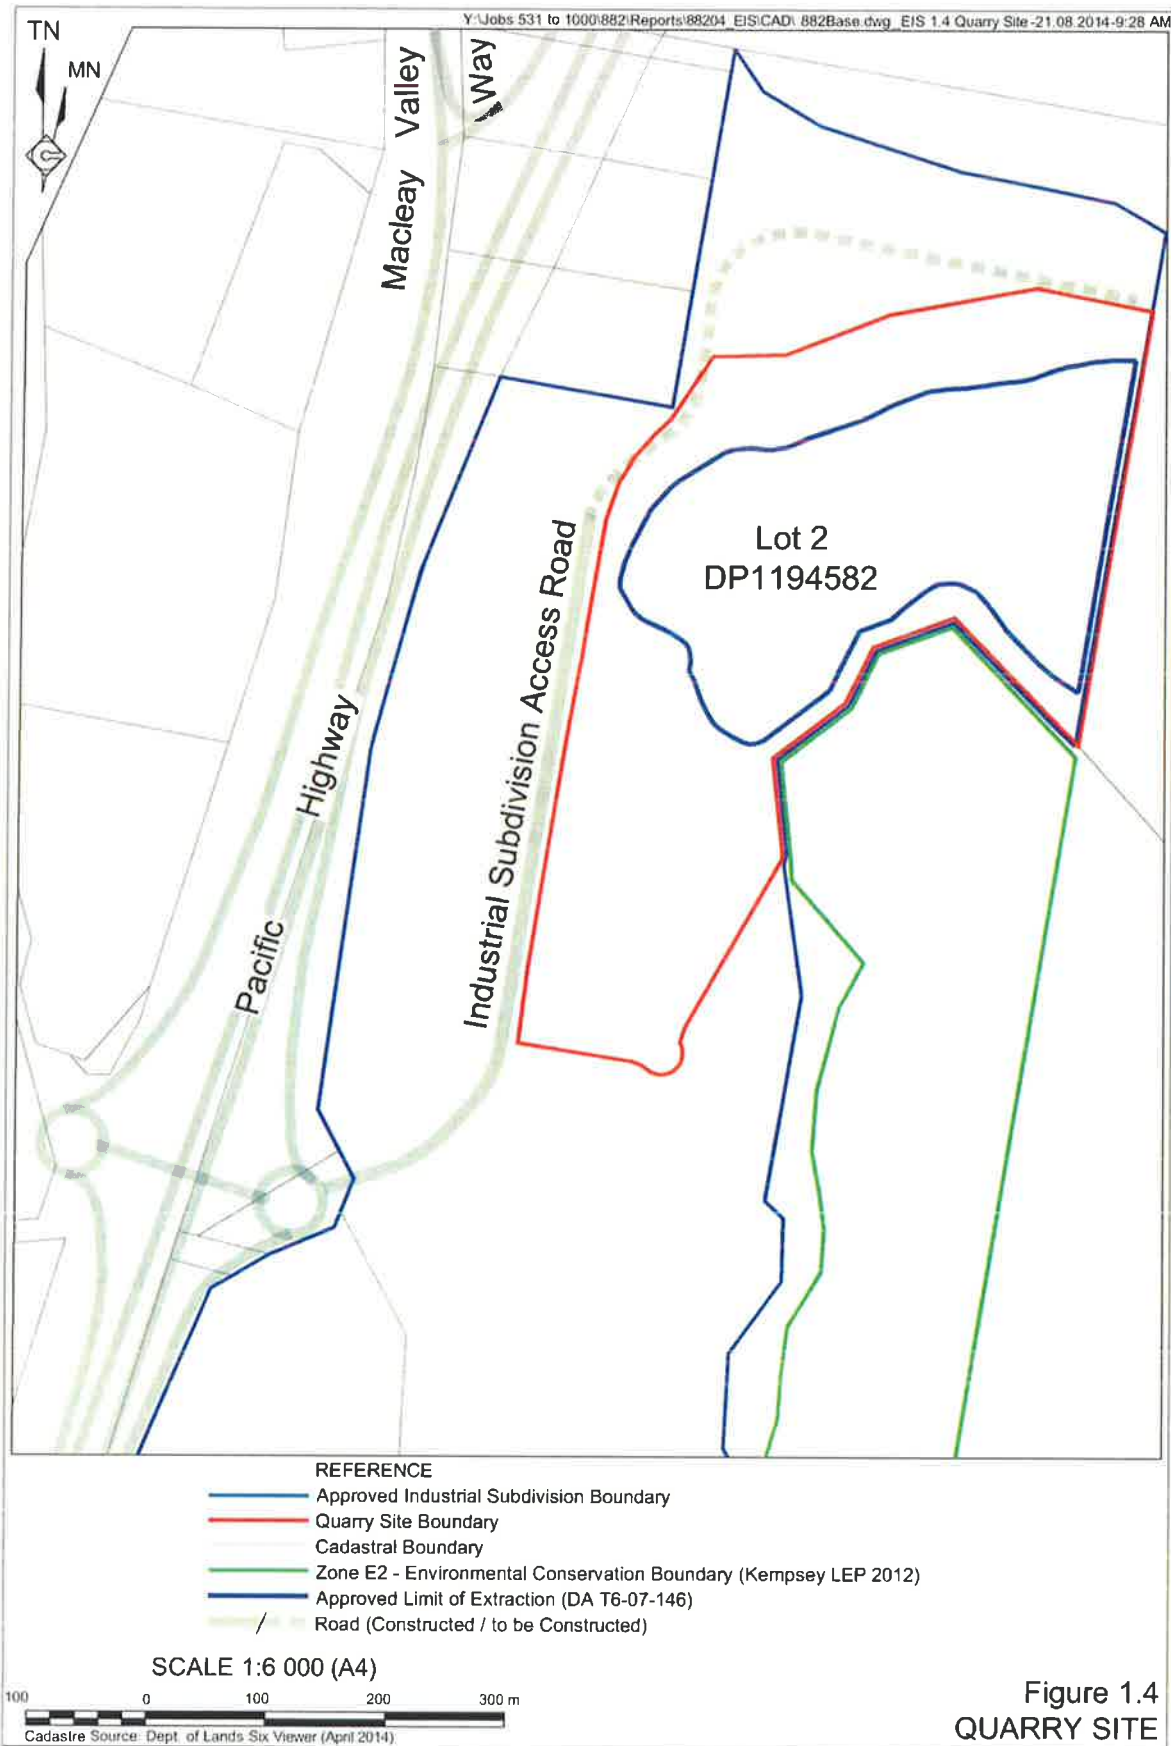 Y:\Jobs 531 to 1000\882\Reports\88204_EIS\CAD\ 882Base.dwg_EIS 1.4 Quarry Site -21.08.2014-9:28 AM
TN
MN
Macleay Valley
Way
Lot 2
DP1194582
Industrial Subdivision Access Road
Pacific Highway
REFERENCE
Approved Industrial Subdivision Boundary
Quarry Site Boundary
Cadastral Boundary
Zone E2 - Environmental Conservation Boundary (Kempsey LEP 2012)
Approved Limit of Extraction (DA T6-07-146)
/ Road (Constructed / to be Constructed)
SCALE 1:6 000 (A4)
100 0 100 200 300 m
Cadastre Source: Dept. of Lands Six Viewer (April 2014)
Figure 1.4
QUARRY SITE